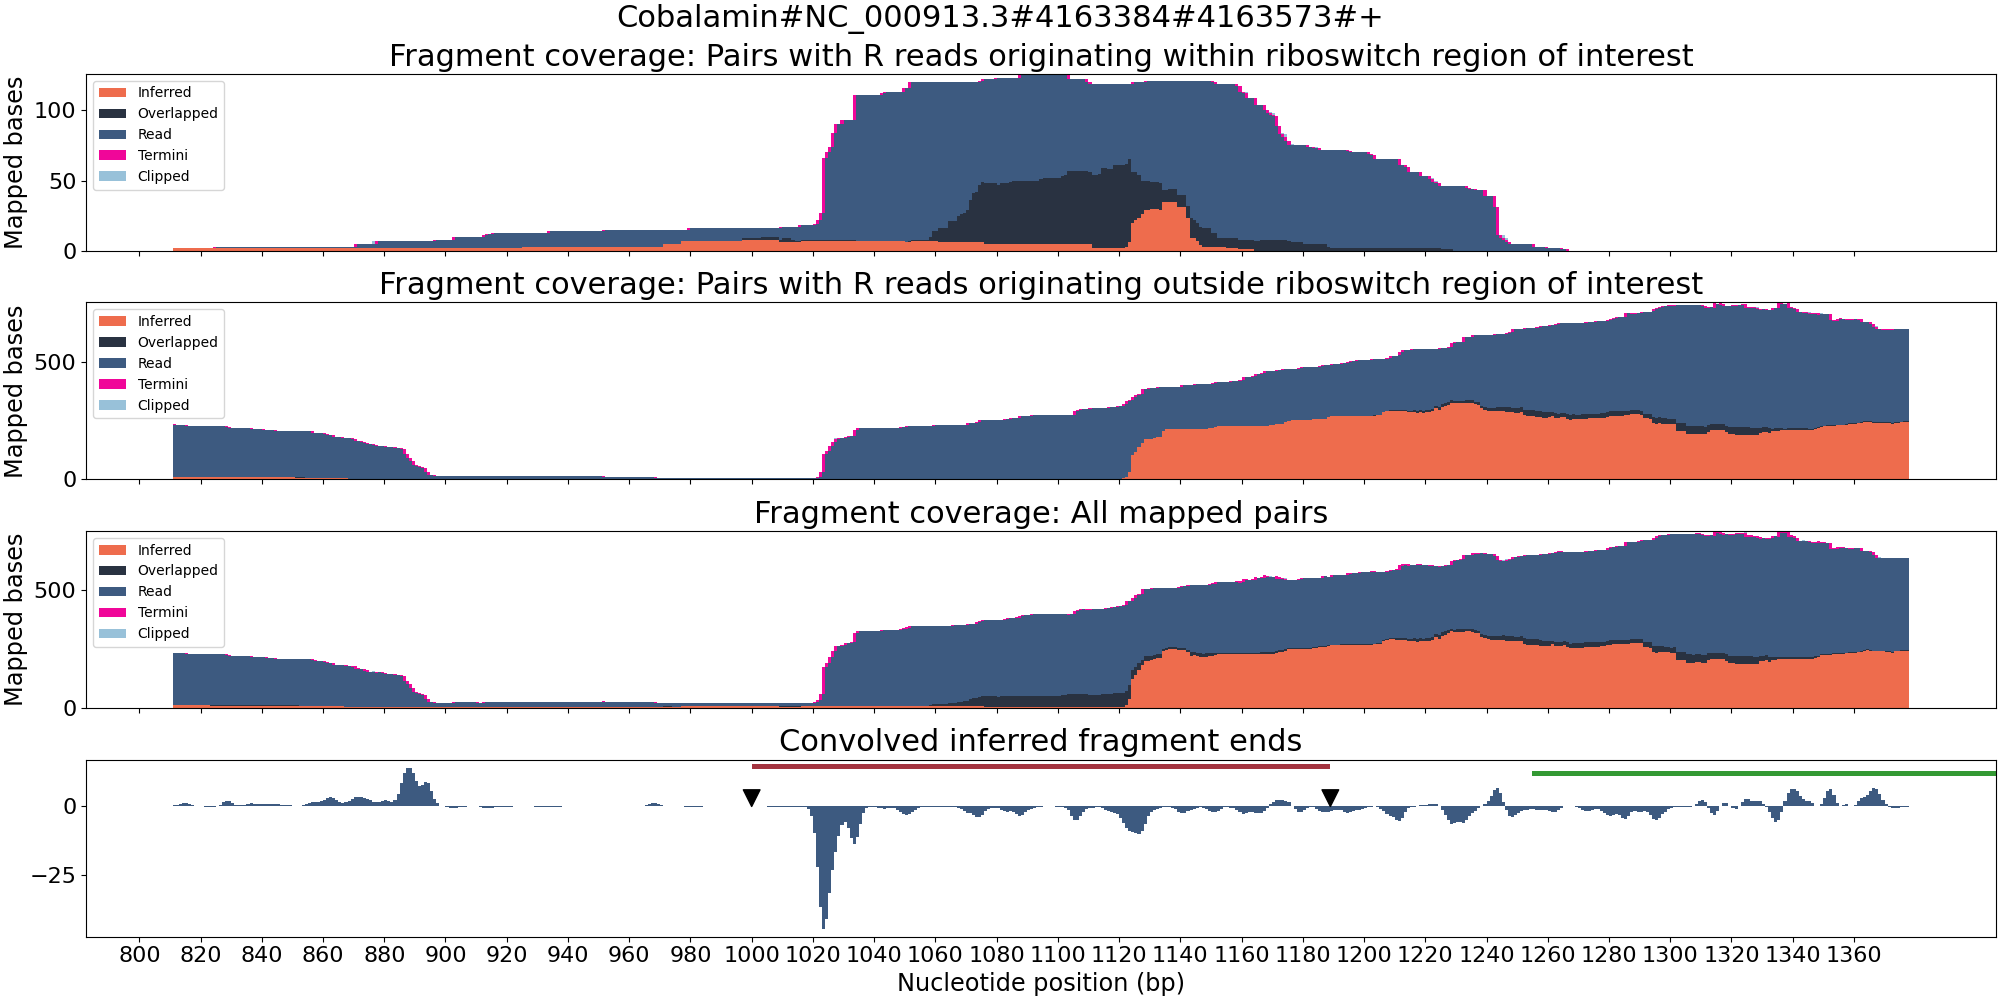 Cobalamin#NC_000913.3#4163384#4163573#+
Fragment coverage: Pairs with R reads originating within riboswitch region of interest
Mapped bases
100
50
0
Inferred
Overlapped
Read
Termini
Clipped
Fragment coverage: Pairs with R reads originating outside riboswitch region of interest
Mapped bases
500
0
Inferred
Overlapped
Read
Termini
Clipped
Fragment coverage: All mapped pairs
Mapped bases
500
0
Inferred
Overlapped
Read
Termini
Clipped
Convolved inferred fragment ends
0
−25
800 820 840 860 880 900 920 940 960 980 1000 1020 1040 1060 1080 1100 1120 1140 1160 1180 1200 1220 1240 1260 1280 1300 1320 1340 1360
Nucleotide position (bp)